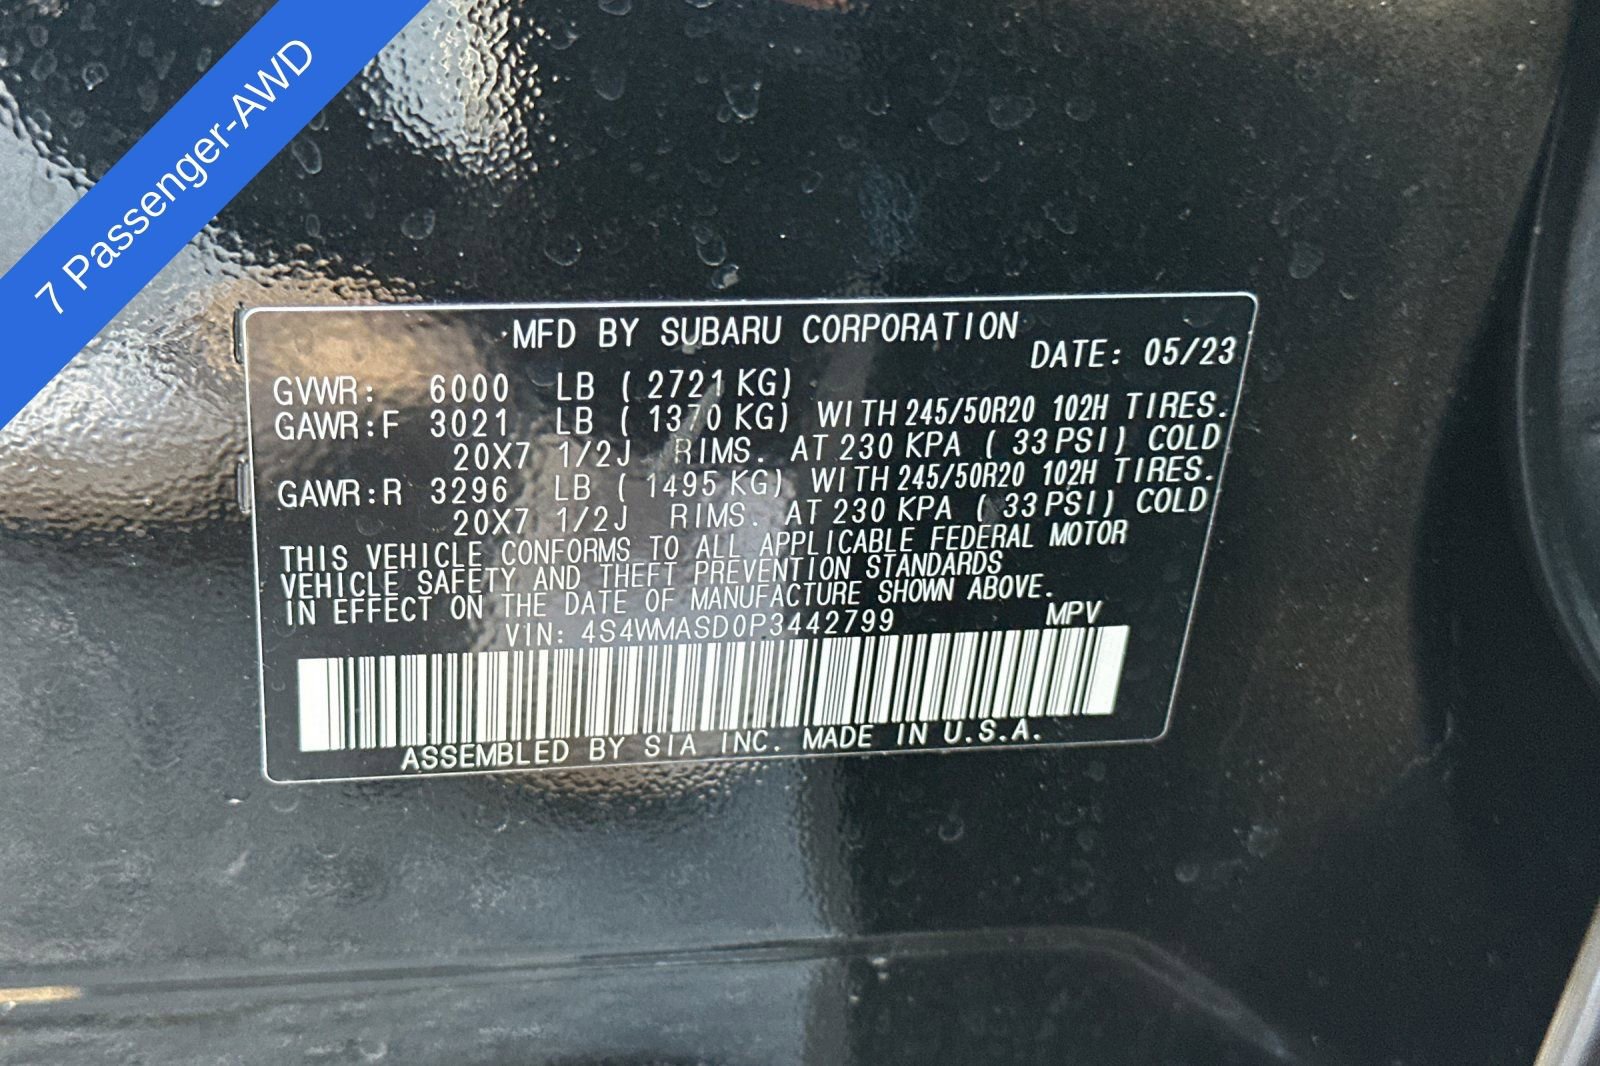 7 Passenger-AWD
MFD BY SUBARU CORPORATION
DATE: 05/23
GVWR: 6000 LB ( 2721 KG)
GAWR:F 3021 LB ( 1370 KG) WITH 245/50R20 102H TIRES.
20X7 1/2J RIMS. AT 230 KPA ( 33 PSI) COLD
GAWR:R 3296 LB ( 1495 KG) WITH 245/50R20 102H TIRES.
20X7 1/2J RIMS. AT 230 KPA ( 33 PSI) COLD
THIS VEHICLE CONFORMS TO ALL APPLICABLE FEDERAL MOTOR
VEHICLE SAFETY AND THEFT PREVENTION STANDARDS
IN EFFECT ON THE DATE OF MANUFACTURE SHOWN ABOVE.
VIN: 4S4WMASD0P3442799 MPV
ASSEMBLED BY SIA INC. MADE IN U.S.A.